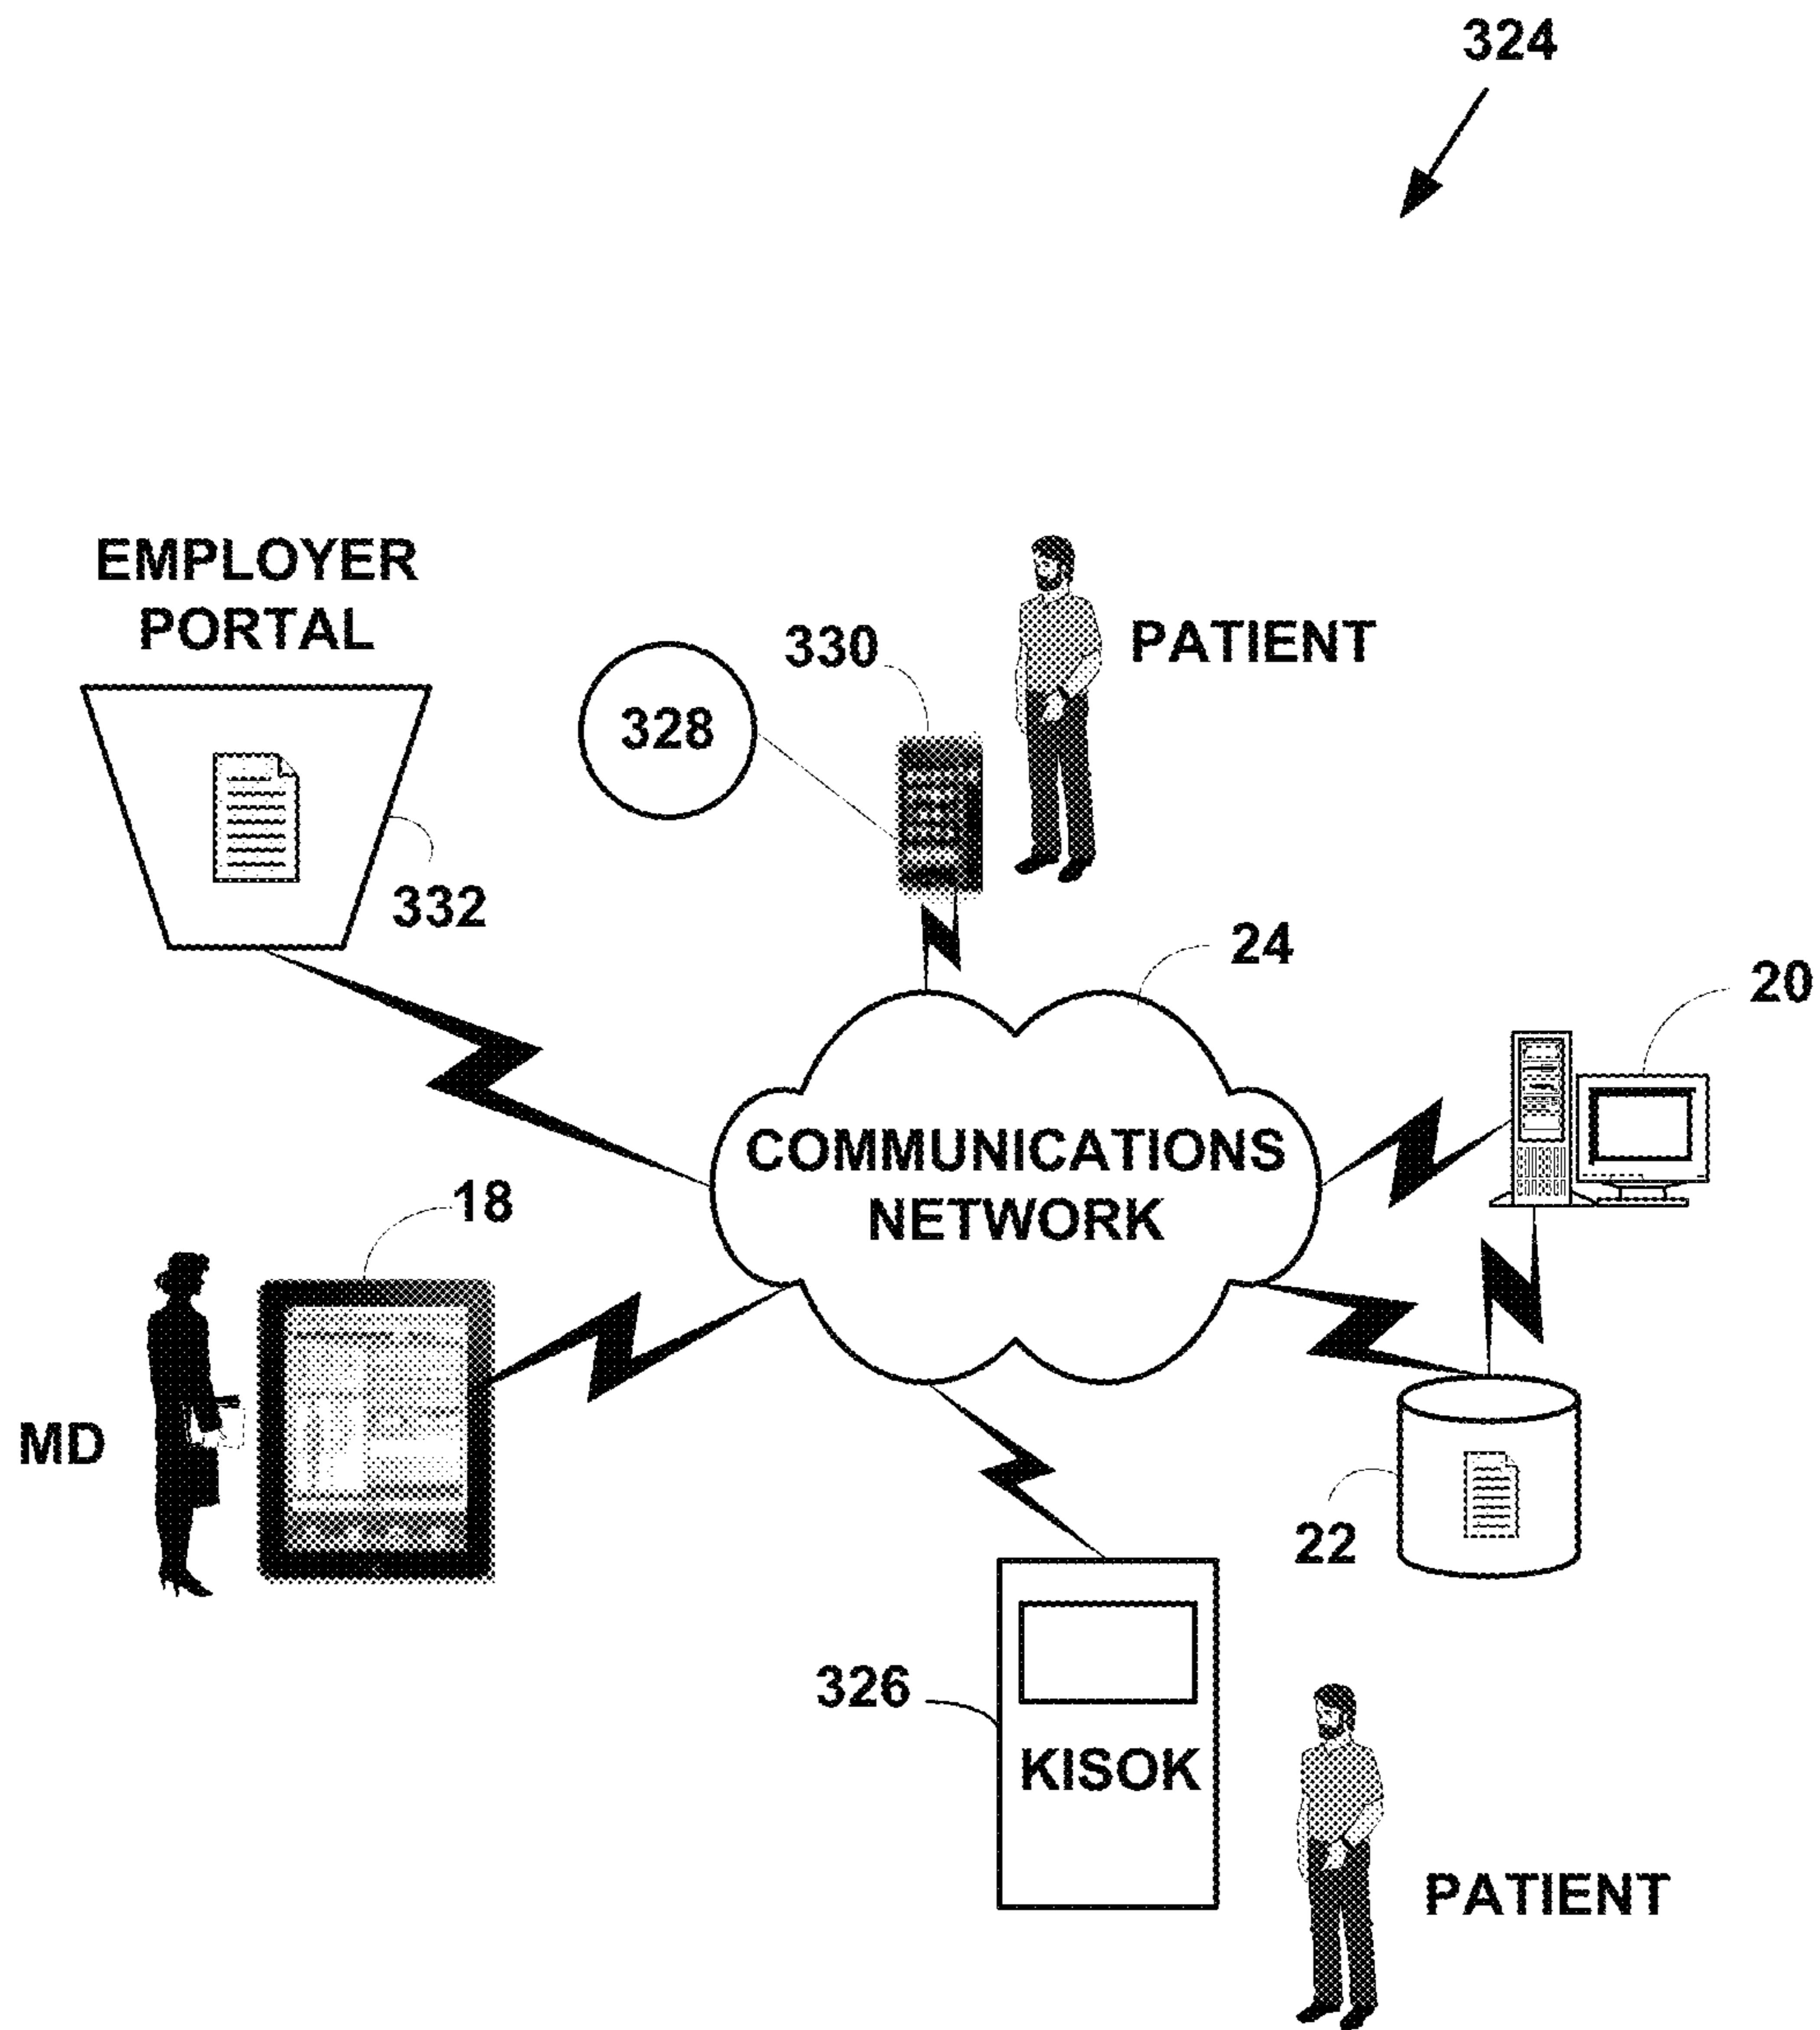 324
EMPLOYER
PORTAL
330
PATIENT
328
332
24
20
COMMUNICATIONS
NETWORK
18
MD
22
326
KISOK
PATIENT